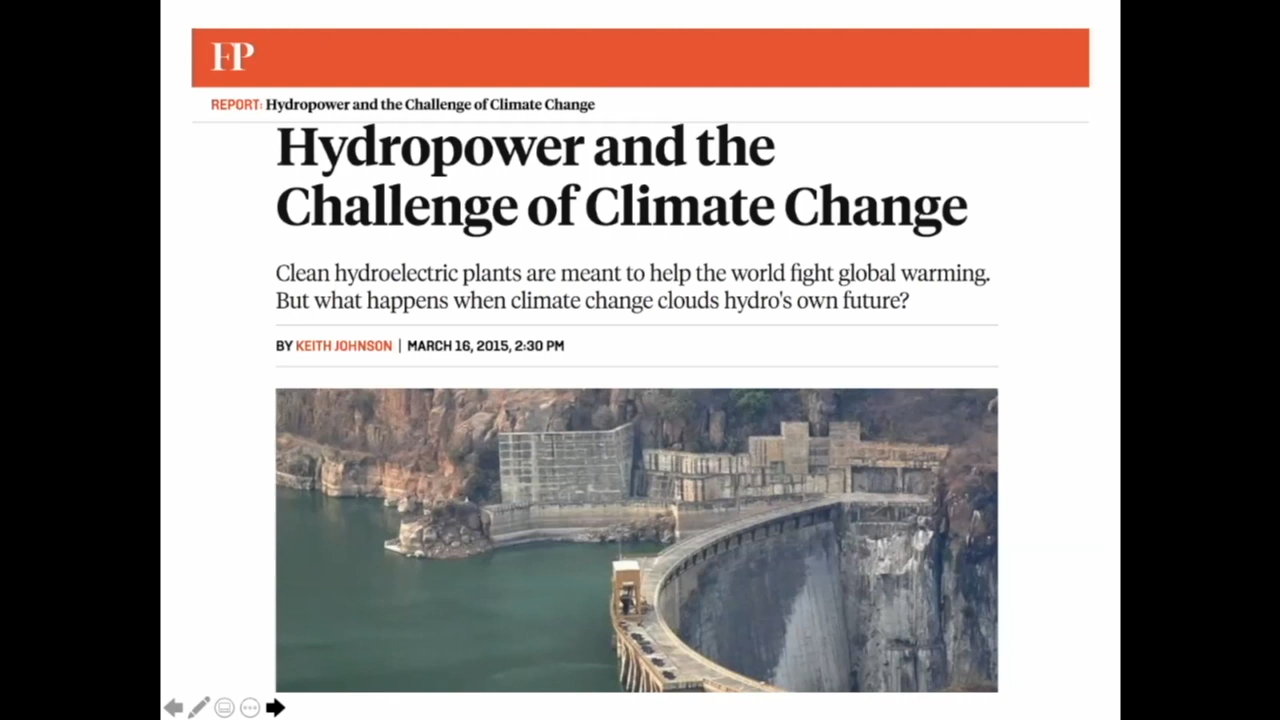 FP
REPORT: Hydropower and the Challenge of Climate Change
Hydropower and the
Challenge of Climate Change
Clean hydroelectric plants are meant to help the world fight global warming.
But what happens when climate change clouds hydro's own future?
BY KEITH JOHNSON | MARCH 16, 2015, 2:30 PM